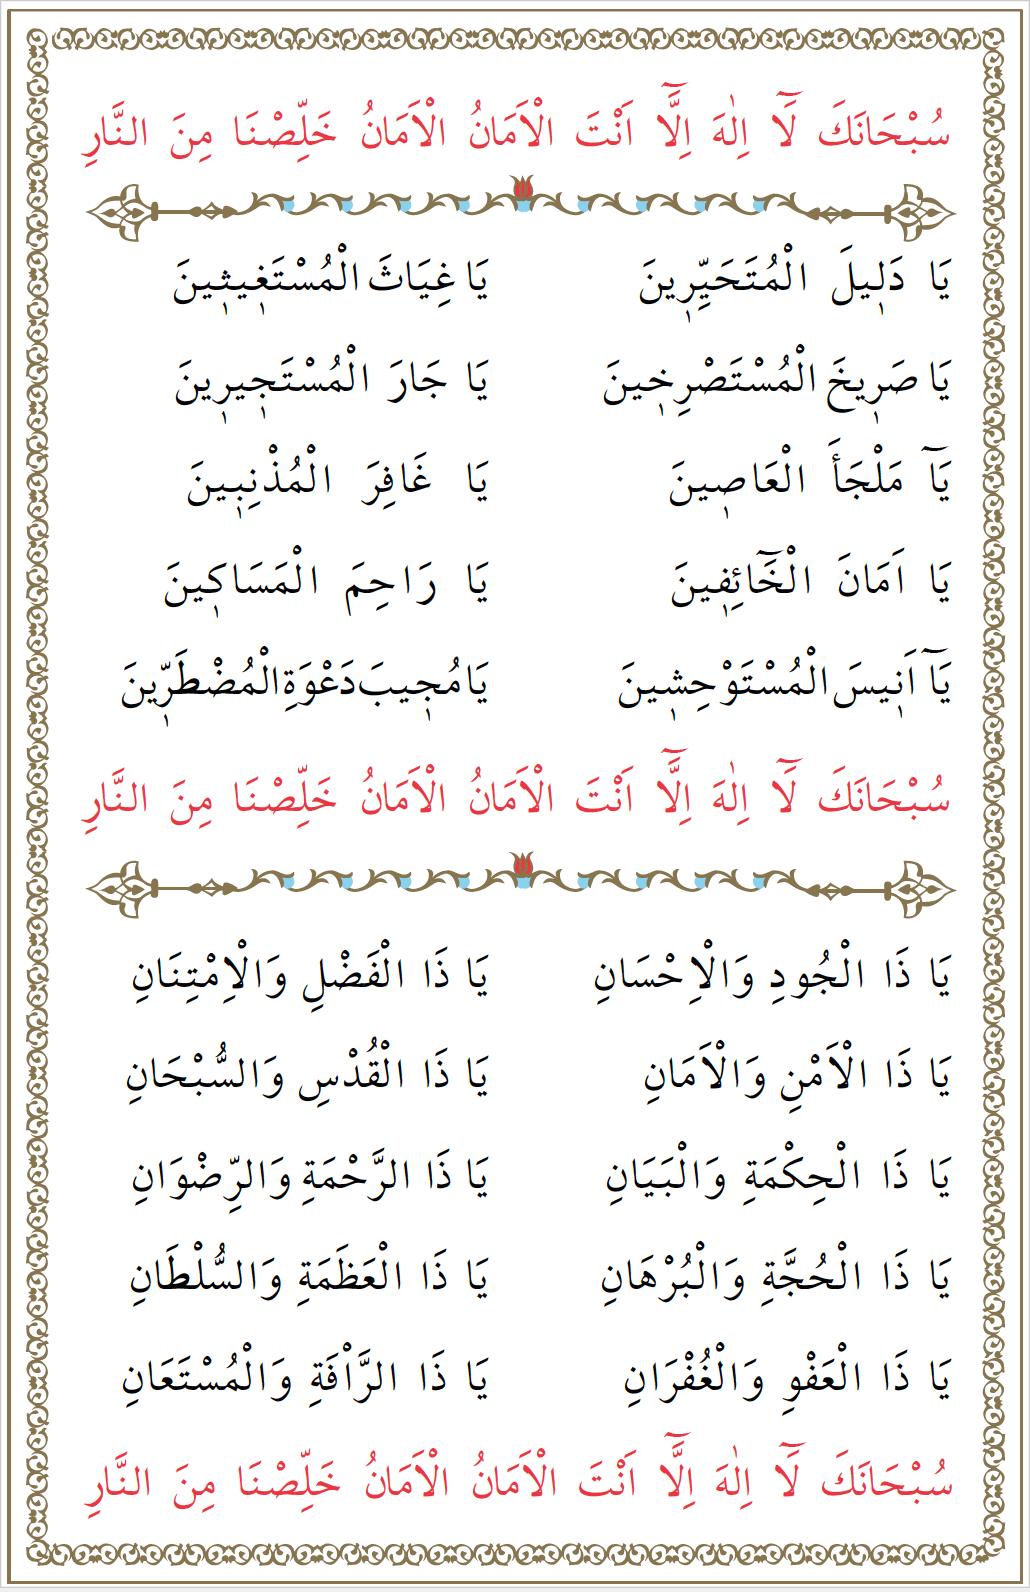 سُبْحَانَكَ لَٓا اِلٰهَ اِلَّٓا اَنْتَ الْاَمَانُ الْاَمَانُ خَلِّصْنَا مِنَ النَّارِ
يَا دَلٖيلَ الْمُتَحَيِّرٖينَ يَا غِيَاثَ الْمُسْتَغٖيثٖينَ
يَا صَرٖيخَ الْمُسْتَصْرِخٖينَ يَا جَارَ الْمُسْتَجٖيرٖينَ
يَٓا مَلْجَأَ الْعَاصٖينَ يَا غَافِرَ الْمُذْنِبٖينَ
يَا اَمَانَ الْخَٓائِفٖينَ يَا رَاحِمَ الْمَسَاكٖينَ
يَٓا اَنٖيسَ الْمُسْتَوْحِشٖينَ يَا مُجٖيبَ دَعْوَةِ الْمُضْطَرّٖينَ
سُبْحَانَكَ لَٓا اِلٰهَ اِلَّٓا اَنْتَ الْاَمَانُ الْاَمَانُ خَلِّصْنَا مِنَ النَّارِ
يَا ذَا الْجُودِ وَالْاِحْسَانِ يَا ذَا الْفَضْلِ وَالْاِمْتِنَانِ
يَا ذَا الْاَمْنِ وَالْاَمَانِ يَا ذَا الْقُدْسِ وَالسُّبْحَانِ
يَا ذَا الْحِكْمَةِ وَالْبَيَانِ يَا ذَا الرَّحْمَةِ وَالرِّضْوَانِ
يَا ذَا الْحُجَّةِ وَالْبُرْهَانِ يَا ذَا الْعَظَمَةِ وَالسُّلْطَانِ
يَا ذَا الْعَفْوِ وَالْغُفْرَانِ يَا ذَا الرَّاْفَةِ وَالْمُسْتَعَانِ
سُبْحَانَكَ لَٓا اِلٰهَ اِلَّٓا اَنْتَ الْاَمَانُ الْاَمَانُ خَلِّصْنَا مِنَ النَّارِ